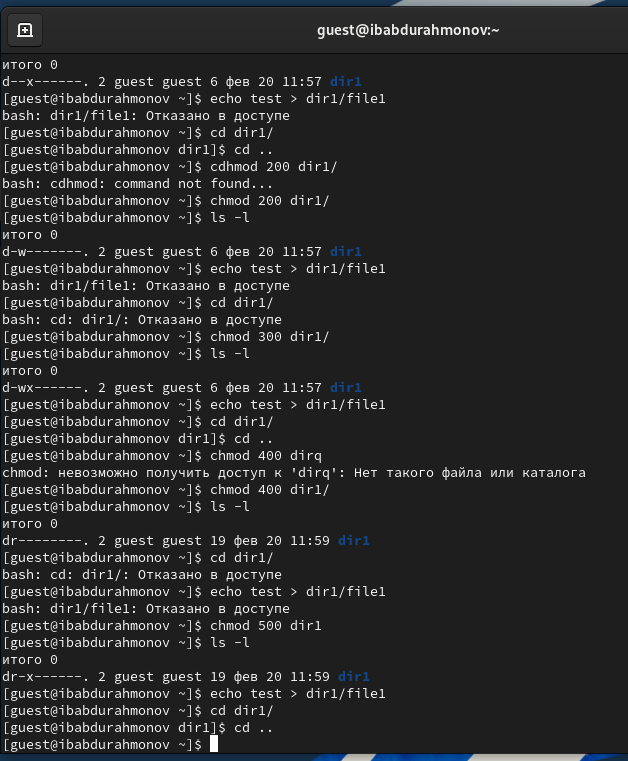 guest@ibabdurahmonov:~
итого 0
d--x------. 2 guest guest 6 фев 20 11:57 dir1
[guest@ibabdurahmonov ~]$ echo test > dir1/file1
bash: dir1/file1: Отказано в доступе
[guest@ibabdurahmonov ~]$ cd dir1/
[guest@ibabdurahmonov dir1]$ cd ..
[guest@ibabdurahmonov ~]$ cdhmod 200 dir1/
bash: cdhmod: command not found...
[guest@ibabdurahmonov ~]$ chmod 200 dir1/
[guest@ibabdurahmonov ~]$ ls -l
итого 0
d-w-------. 2 guest guest 6 фев 20 11:57 dir1
[guest@ibabdurahmonov ~]$ echo test > dir1/file1
bash: dir1/file1: Отказано в доступе
[guest@ibabdurahmonov ~]$ cd dir1/
bash: cd: dir1/: Отказано в доступе
[guest@ibabdurahmonov ~]$ chmod 300 dir1/
[guest@ibabdurahmonov ~]$ ls -l
итого 0
d-wx------. 2 guest guest 6 фев 20 11:57 dir1
[guest@ibabdurahmonov ~]$ echo test > dir1/file1
[guest@ibabdurahmonov ~]$ cd dir1/
[guest@ibabdurahmonov dir1]$ cd ..
[guest@ibabdurahmonov ~]$ chmod 400 dirq
chmod: невозможно получить доступ к 'dirq': Нет такого файла или каталога
[guest@ibabdurahmonov ~]$ chmod 400 dir1/
[guest@ibabdurahmonov ~]$ ls -l
итого 0
dr--------. 2 guest guest 19 фев 20 11:59 dir1
[guest@ibabdurahmonov ~]$ cd dir1/
bash: cd: dir1/: Отказано в доступе
[guest@ibabdurahmonov ~]$ echo test > dir1/file1
bash: dir1/file1: Отказано в доступе
[guest@ibabdurahmonov ~]$ chmod 500 dir1
[guest@ibabdurahmonov ~]$ ls -l
итого 0
dr-x------. 2 guest guest 19 фев 20 11:59 dir1
[guest@ibabdurahmonov ~]$ echo test > dir1/file1
[guest@ibabdurahmonov ~]$ cd dir1/
[guest@ibabdurahmonov dir1]$ cd ..
[guest@ibabdurahmonov ~]$